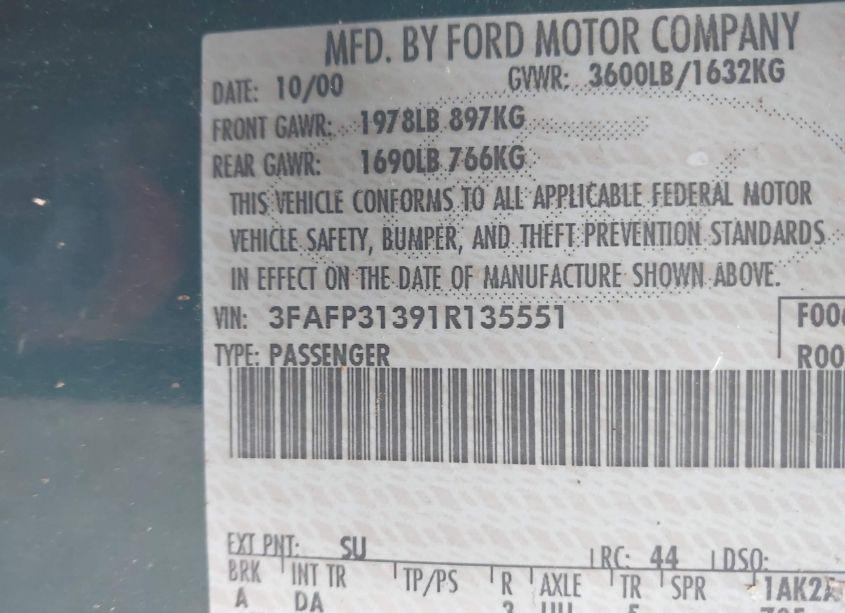 MFD. BY FORD MOTOR COMPANY
DATE: 10/00 GVWR: 3600LB/1632KG
FRONT GAWR: 1978LB 897KG
REAR GAWR: 1690LB 766KG
THIS VEHICLE CONFORMS TO ALL APPLICABLE FEDERAL MOTOR
VEHICLE SAFETY, BUMPER, AND THEFT PREVENTION STANDARDS
IN EFFECT ON THE DATE OF MANUFACTURE SHOWN ABOVE.
VIN: 3FAFP31391R135551 F00
TYPE: PASSENGER R00
EXT PNT: SU RC: 44 DSO:
BRK INT TR TP/PS R AXLE TR SPR 1AK2
A DA